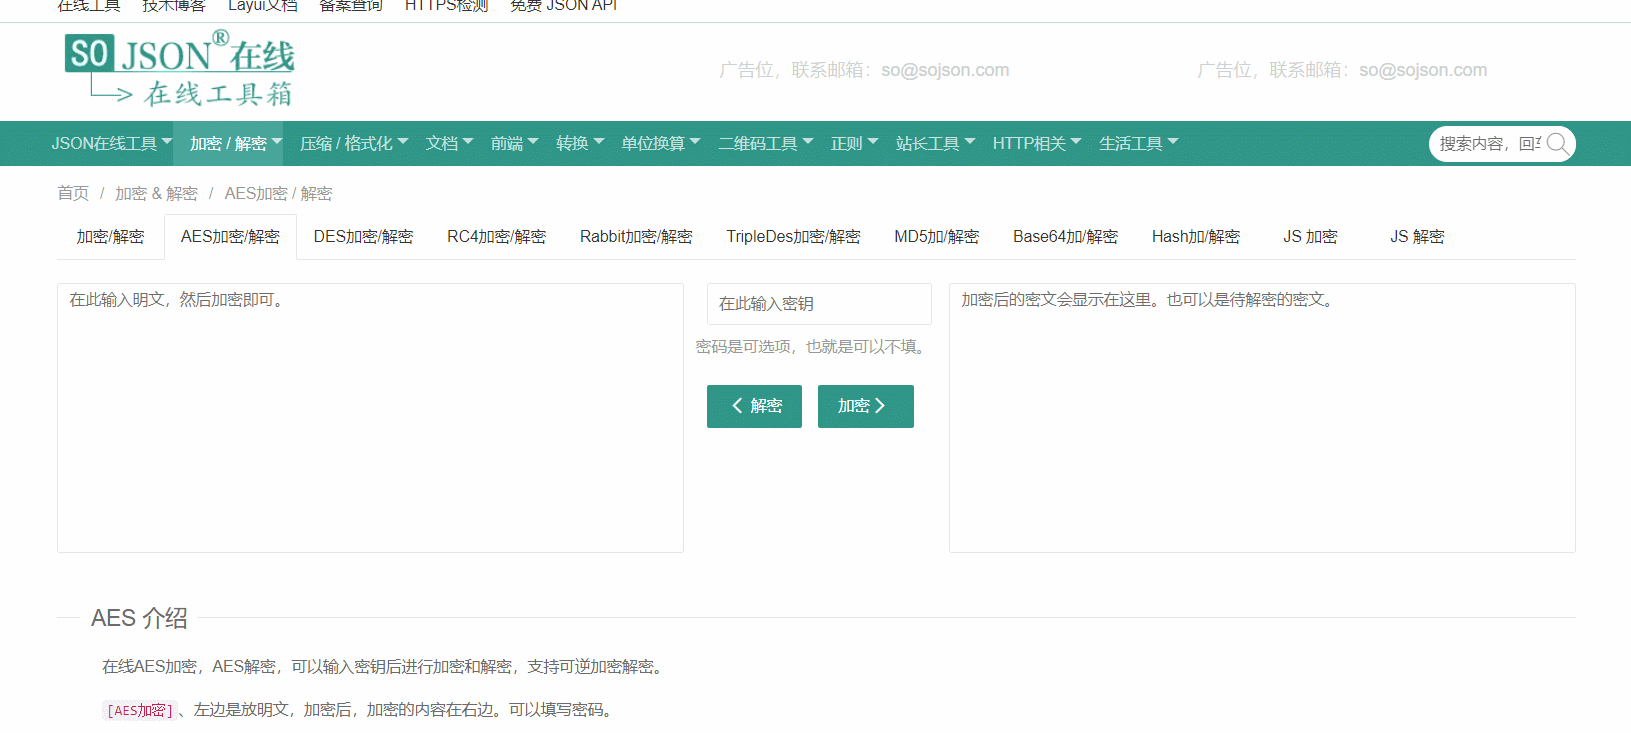 在线工具 技术博客 Layui文档 备案查询 HTTPS检测 免费 JSON API
SO JSON®在线
在线工具箱
广告位，联系邮箱：so@sojson.com 广告位，联系邮箱：so@sojson.com
JSON在线工具 加密 / 解密 压缩 / 格式化 文档 前端 转换 单位换算 二维码工具 正则 站长工具 HTTP相关 生活工具 搜索内容，回
首页 / 加密 & 解密 / AES加密 / 解密
加密/解密 AES加密/解密 DES加密/解密 RC4加密/解密 Rabbit加密/解密 TripleDes加密/解密 MD5加/解密 Base64加/解密 Hash加/解密 JS 加密 JS 解密
在此输入明文，然后加密即可。 在此输入密钥 加密后的密文会显示在这里。也可以是待解密的密文。
密码是可选项，也就是可以不填。
解密 加密
AES 介绍
在线AES加密，AES解密，可以输入密钥后进行加密和解密，支持可逆加密解密。
[AES加密]、左边是放明文，加密后，加密的内容在右边。可以填写密码。